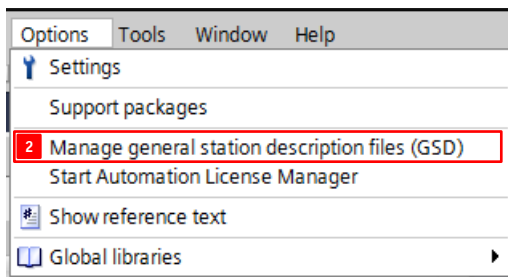 Options Tools Window Help
Settings
Support packages
2 Manage general station description files (GSD)
Start Automation License Manager
Show reference text
Global libraries